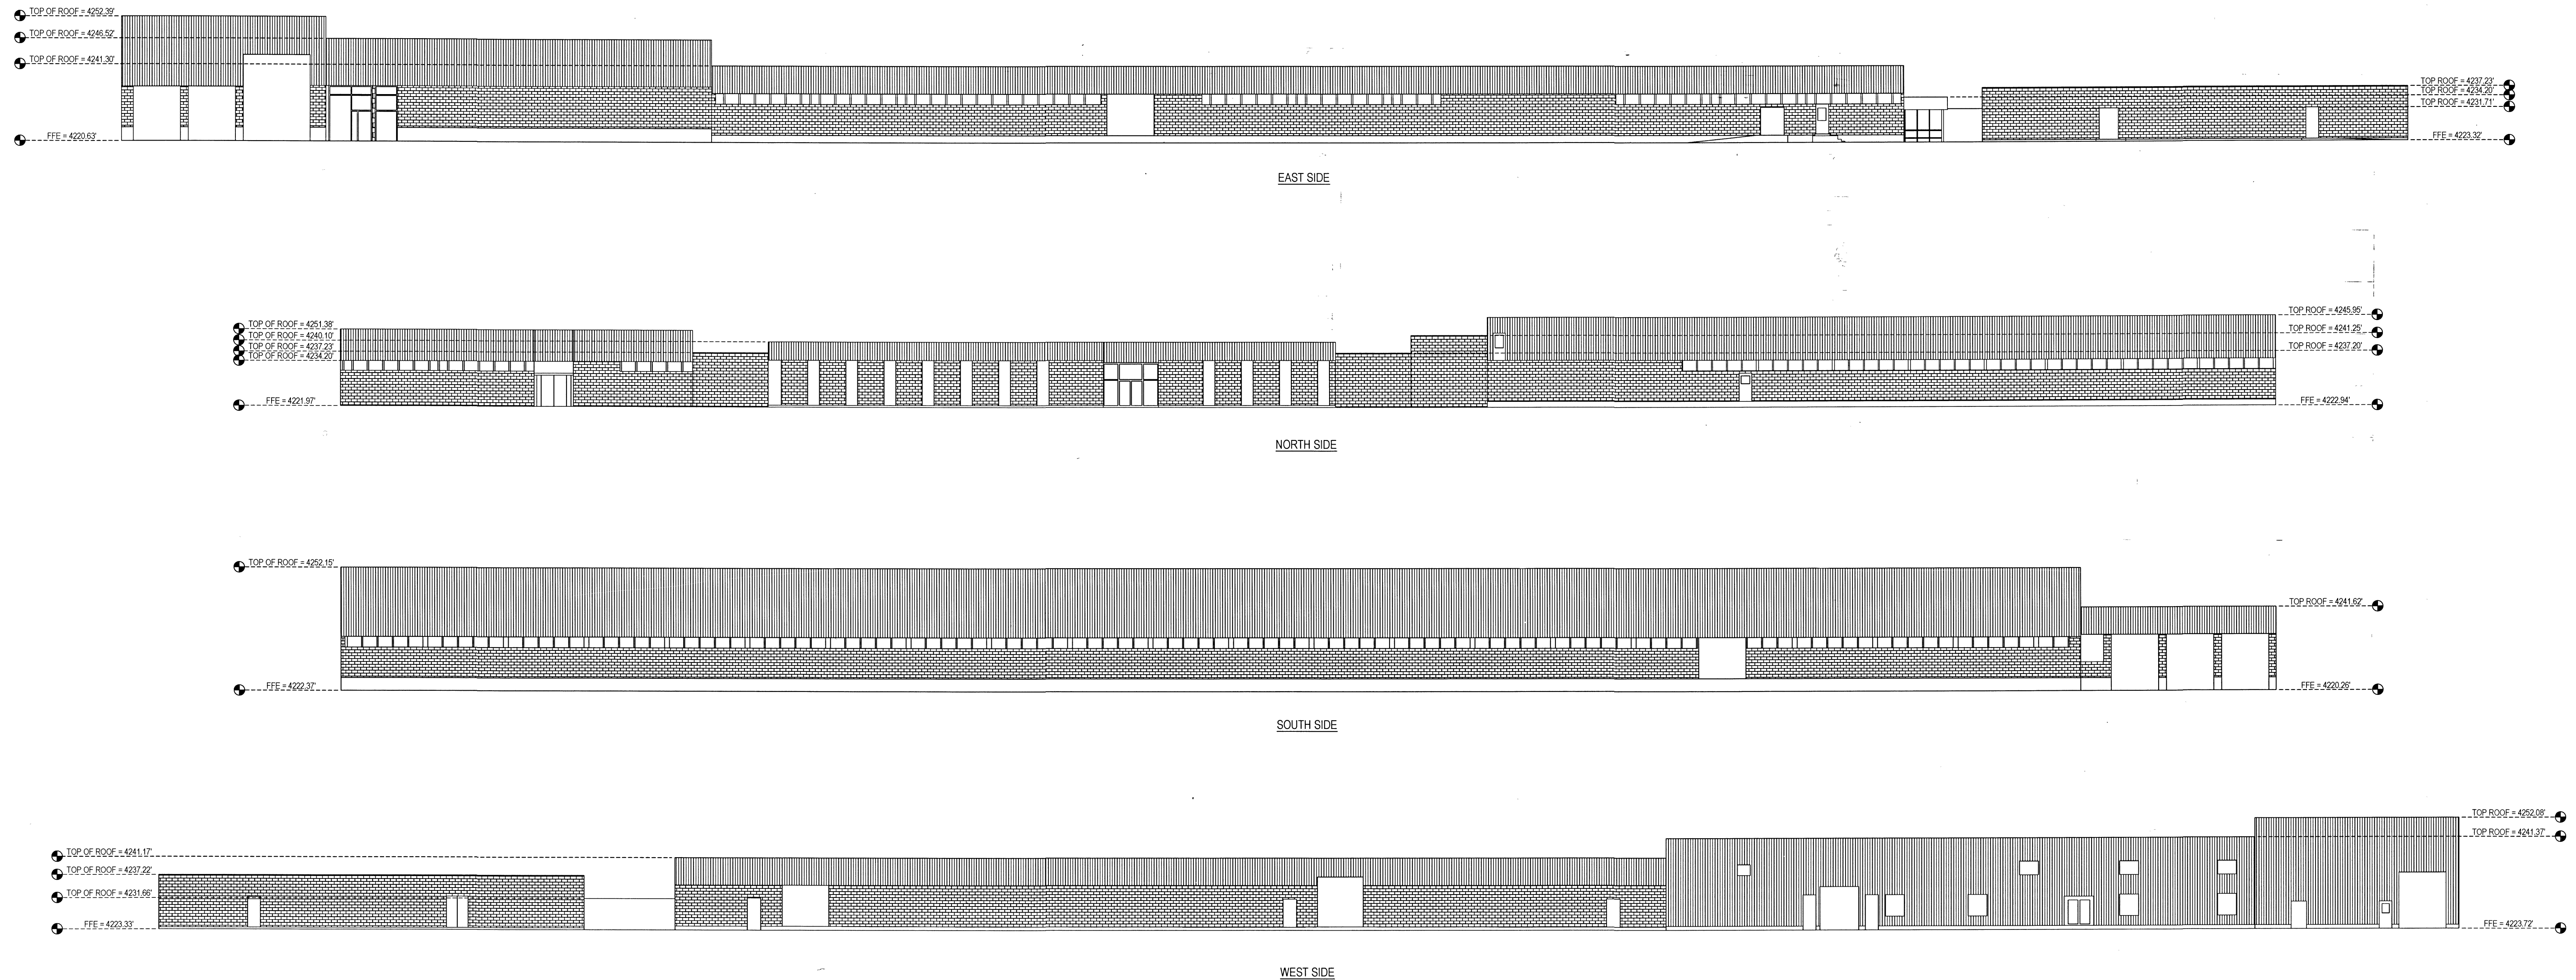 TOP OF ROOF = 4252.39'
TOP OF ROOF = 4246.52'
TOP OF ROOF = 4241.30'
FFE = 4220.63'
TOP ROOF = 4237.23'
TOP ROOF = 4234.20'
TOP ROOF = 4231.71'
FFE = 4223.32'
EAST SIDE
TOP OF ROOF = 4251.38'
TOP OF ROOF = 4240.10'
TOP OF ROOF = 4237.23'
TOP OF ROOF = 4234.20'
FFE = 4221.97'
TOP ROOF = 4245.95'
TOP ROOF = 4241.25'
TOP ROOF = 4237.20'
FFE = 4222.94'
NORTH SIDE
TOP OF ROOF = 4252.15'
FFE = 4222.37'
TOP ROOF = 4241.62'
FFE = 4220.26'
SOUTH SIDE
TOP OF ROOF = 4241.17'
TOP OF ROOF = 4237.22'
TOP OF ROOF = 4231.66'
FFE = 4223.33'
TOP ROOF = 4252.08'
TOP ROOF = 4241.37'
FFE = 4223.72'
WEST SIDE